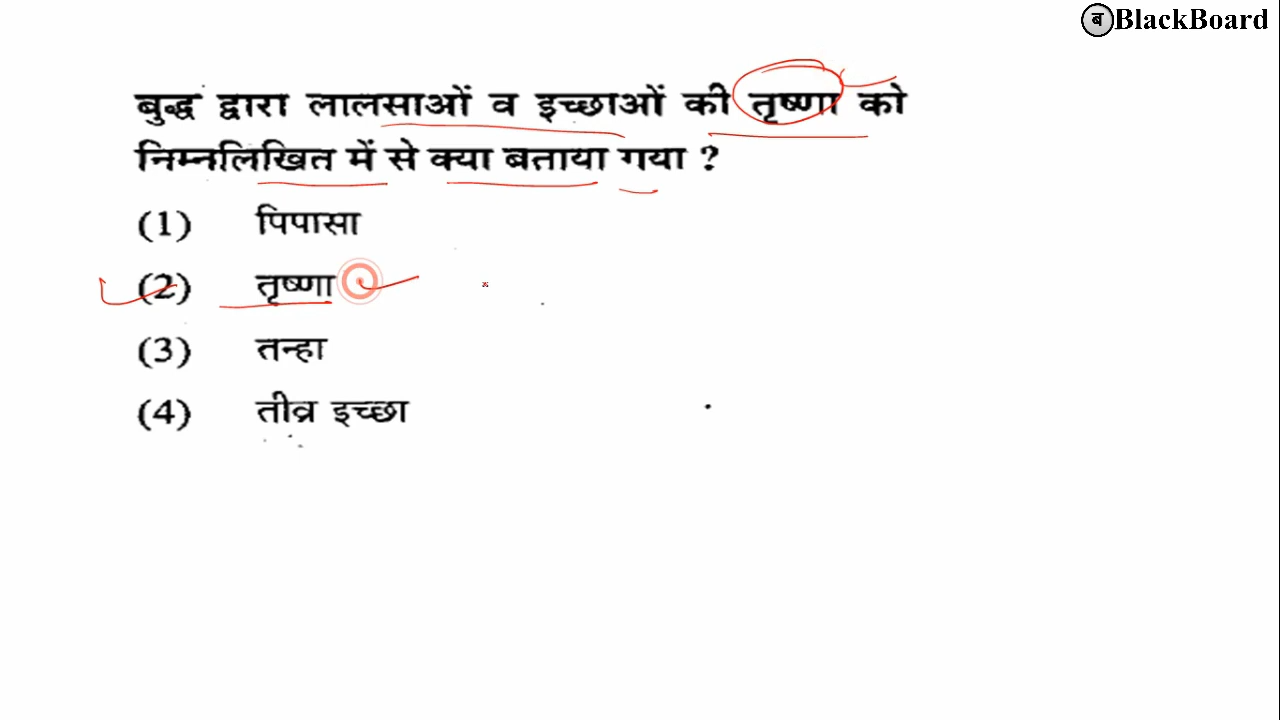 ब BlackBoard
बुद्ध द्वारा लालसाओं व इच्छाओं की तृष्णा को
निम्नलिखित में से क्या बताया गया ?
(1) पिपासा
(2) तृष्णा
(3) तन्हा
(4) तीव्र इच्छा